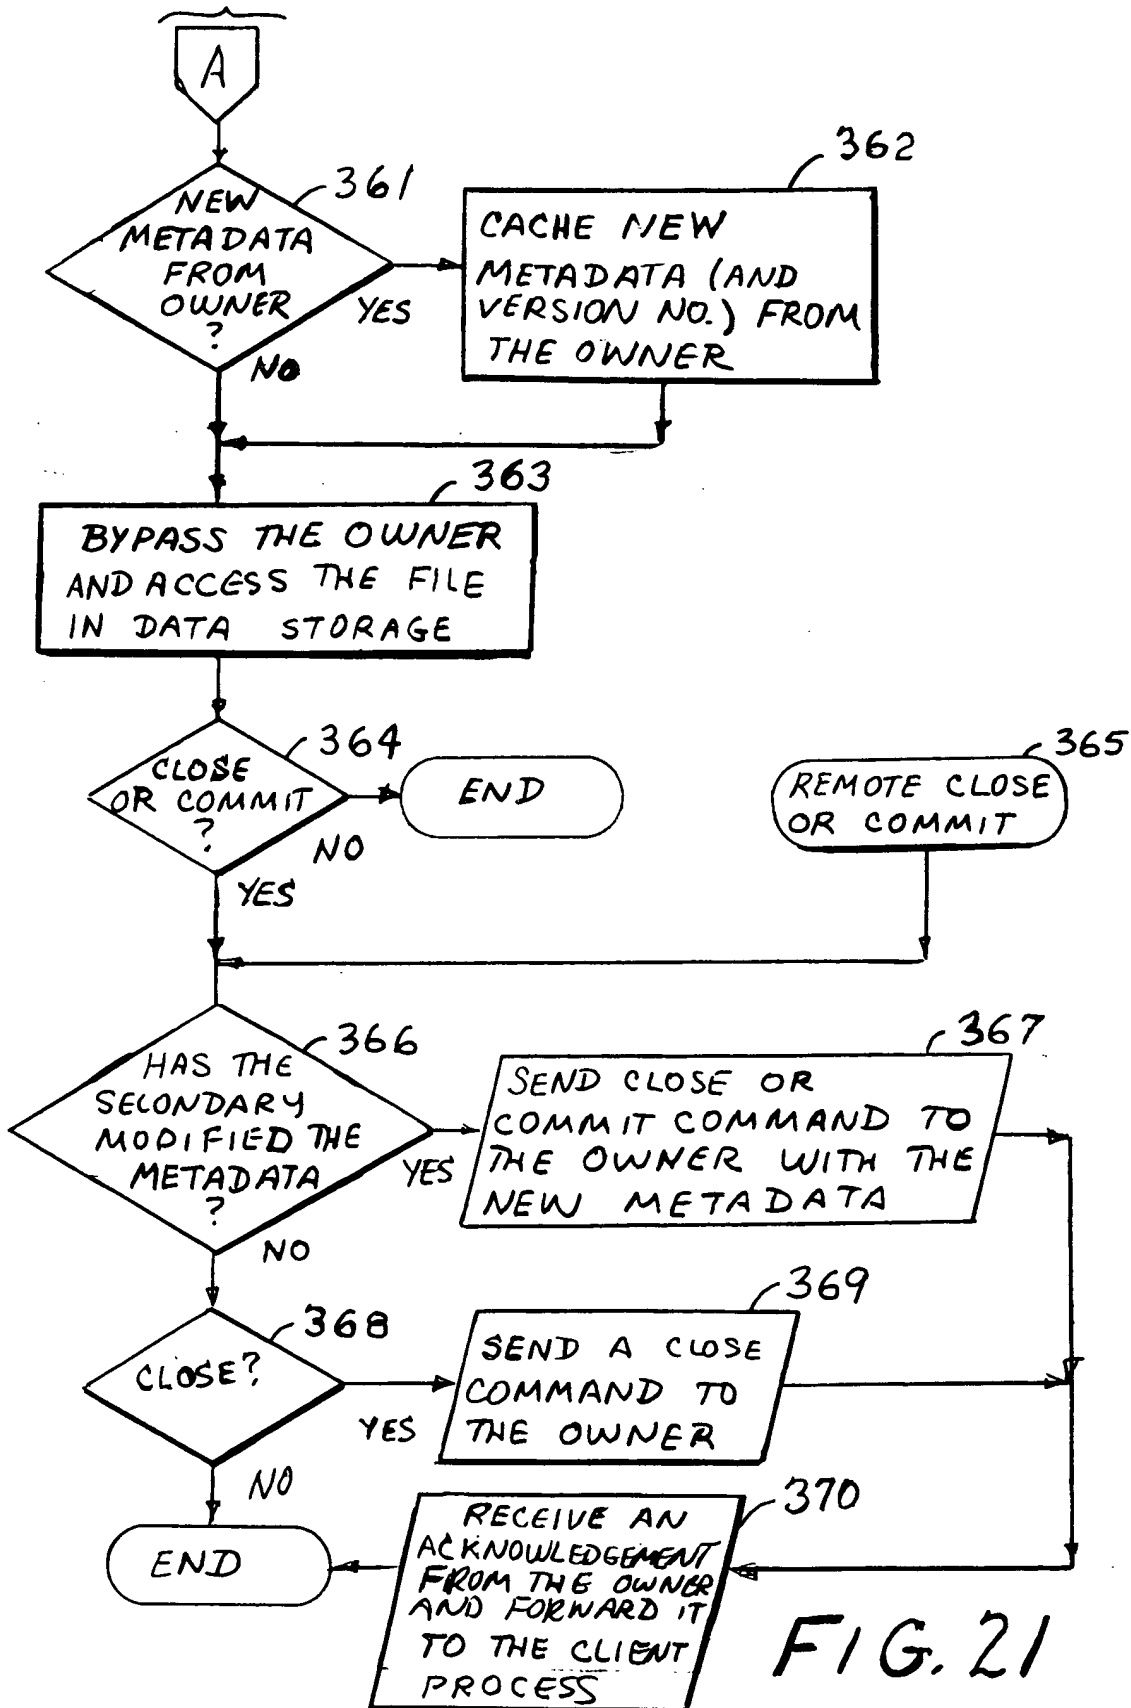 A
361
NEW
METADATA
FROM
OWNER
?
YES
NO
362
CACHE NEW
METADATA (AND
VERSION NO.) FROM
THE OWNER
363
BYPASS THE OWNER
AND ACCESS THE FILE
IN DATA STORAGE
364
CLOSE
OR COMMIT
?
NO
YES
END
365
REMOTE CLOSE
OR COMMIT
366
HAS THE
SECONDARY
MODIFIED THE
METADATA
?
YES
NO
367
SEND CLOSE OR
COMMIT COMMAND TO
THE OWNER WITH THE
NEW METADATA
368
CLOSE?
YES
NO
369
SEND A CLOSE
COMMAND TO
THE OWNER
370
RECEIVE AN
ACKNOWLEDGEMENT
FROM THE OWNER
AND FORWARD IT
TO THE CLIENT
PROCESS
END
FIG. 21